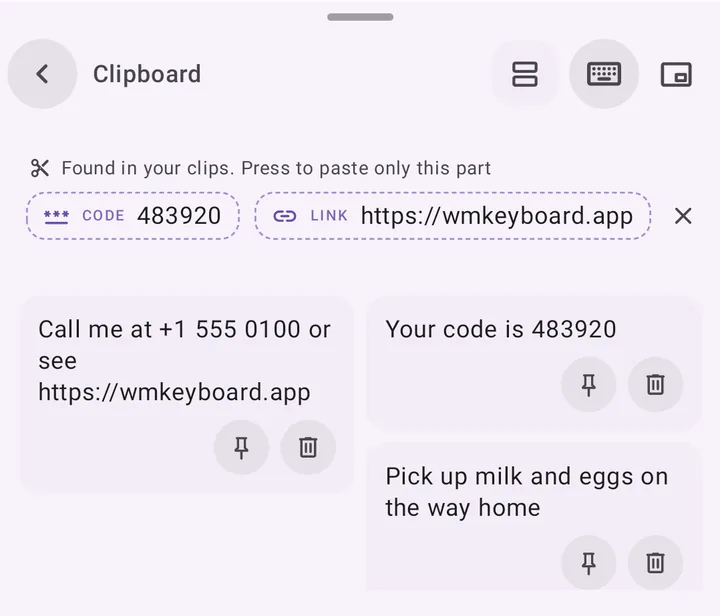 Clipboard
Found in your clips. Press to paste only this part
*** CODE 483920
LINK https://wmkeyboard.app
Call me at +1 555 0100 or
see
https://wmkeyboard.app
Your code is 483920
Pick up milk and eggs on
the way home